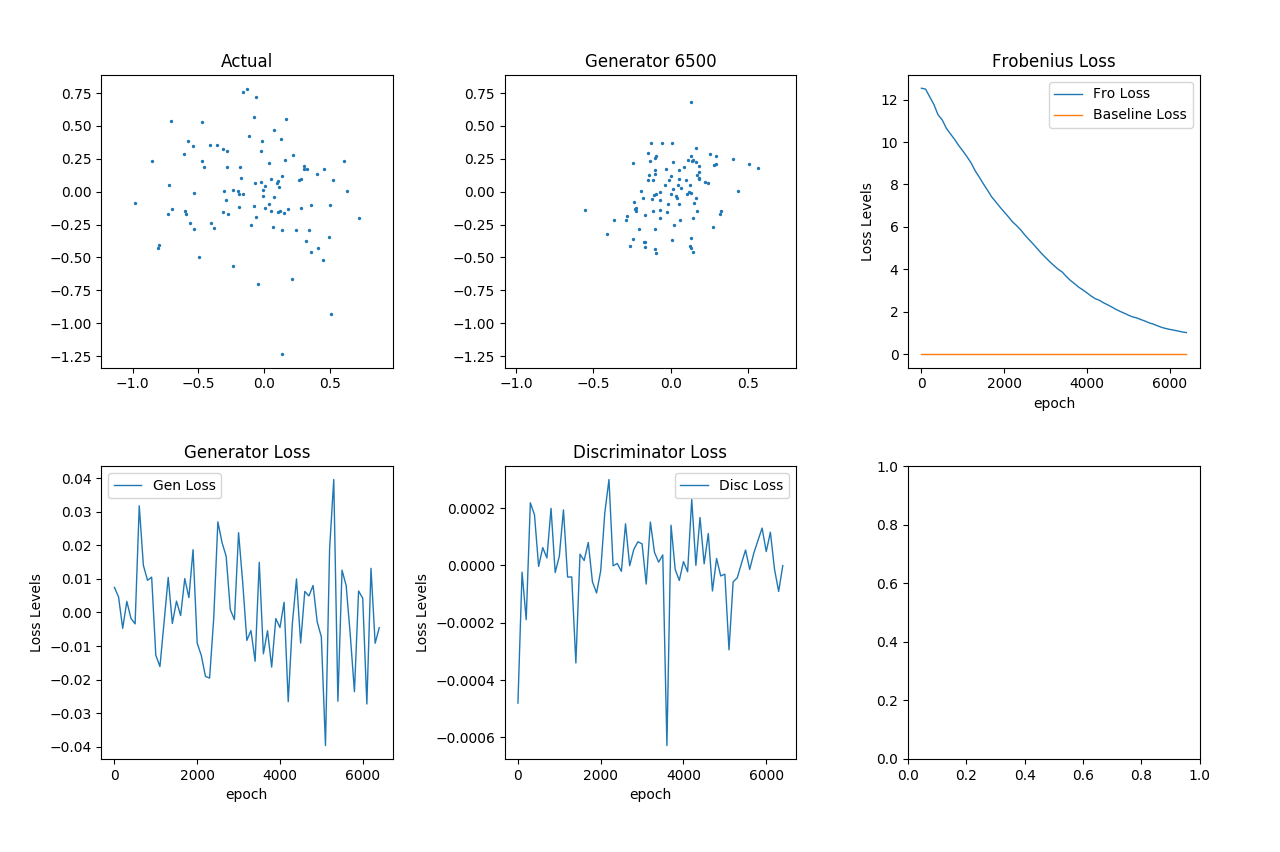 Actual
0.75
0.50
0.25
0.00
−0.25
−0.50
−0.75
−1.00
−1.25
−1.0 −0.5 0.0 0.5
Generator 6500
0.75
0.50
0.25
0.00
−0.25
−0.50
−0.75
−1.00
−1.25
−1.0 −0.5 0.0 0.5
Frobenius Loss
Fro Loss
Baseline Loss
Loss Levels
12
10
8
6
4
2
0
0 2000 4000 6000
epoch
Generator Loss
Gen Loss
Loss Levels
0.04
0.03
0.02
0.01
0.00
−0.01
−0.02
−0.03
−0.04
0 2000 4000 6000
epoch
Discriminator Loss
Disc Loss
Loss Levels
0.0002
0.0000
−0.0002
−0.0004
−0.0006
0 2000 4000 6000
epoch
1.0
0.8
0.6
0.4
0.2
0.0
0.0 0.2 0.4 0.6 0.8 1.0